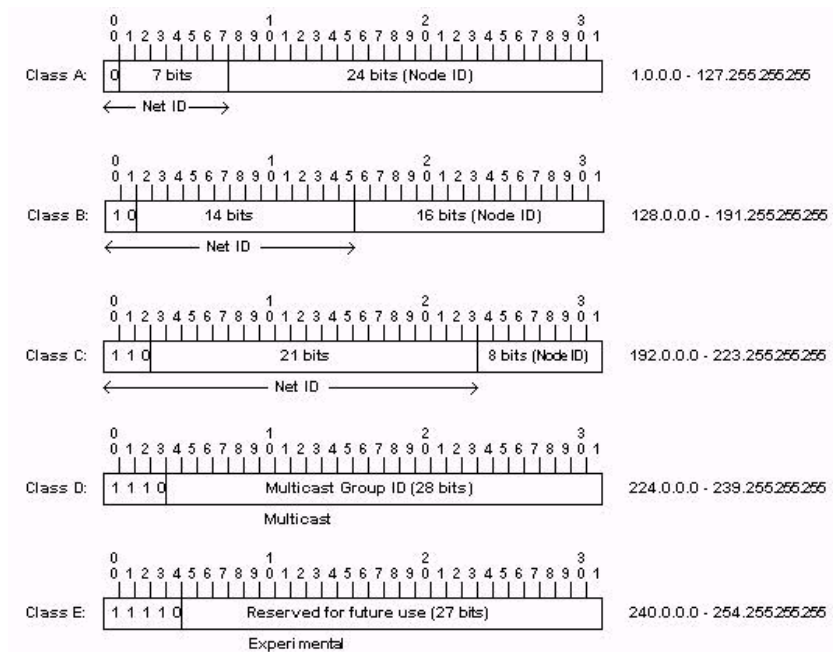 0 1 2 3
0 1 2 3 4 5 6 7 8 9 0 1 2 3 4 5 6 7 8 9 0 1 2 3 4 5 6 7 8 9 0 1
Class A: 0 7 bits 24 bits (Node ID) 1.0.0.0 - 127.255.255.255
Net ID
0 1 2 3
0 1 2 3 4 5 6 7 8 9 0 1 2 3 4 5 6 7 8 9 0 1 2 3 4 5 6 7 8 9 0 1
Class B: 1 0 14 bits 16 bits (Node ID) 128.0.0.0 - 191.255.255.255
Net ID
0 1 2 3
0 1 2 3 4 5 6 7 8 9 0 1 2 3 4 5 6 7 8 9 0 1 2 3 4 5 6 7 8 9 0 1
Class C: 1 1 0 21 bits 8 bits (Node ID) 192.0.0.0 - 223.255.255.255
Net ID
0 1 2 3
0 1 2 3 4 5 6 7 8 9 0 1 2 3 4 5 6 7 8 9 0 1 2 3 4 5 6 7 8 9 0 1
Class D: 1 1 1 0 Multicast Group ID (28 bits) 224.0.0.0 - 239.255.255.255
Multicast
0 1 2 3
0 1 2 3 4 5 6 7 8 9 0 1 2 3 4 5 6 7 8 9 0 1 2 3 4 5 6 7 8 9 0 1
Class E: 1 1 1 1 0 Reserved for future use (27 bits) 240.0.0.0 - 254.255.255.255
Experimental